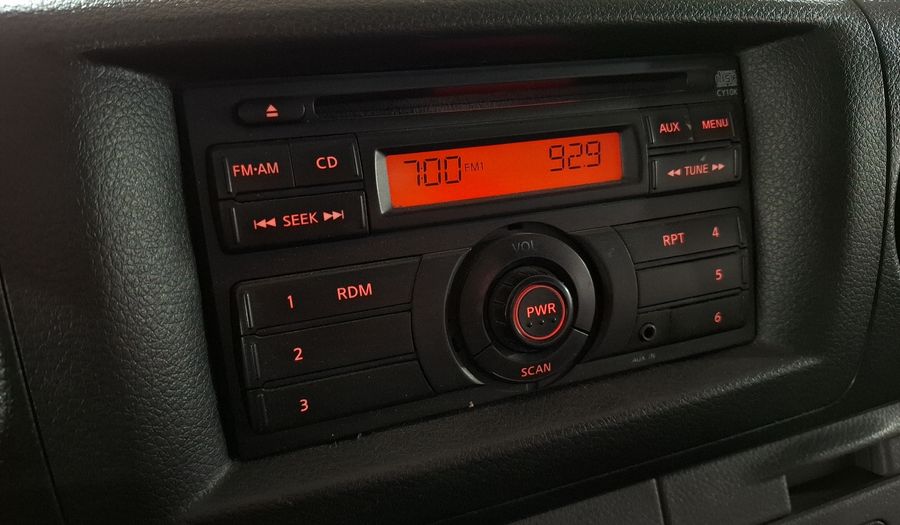 CY10K
⏏
AUX MENU
FM·AM CD
7:00 FM1 92.9
⏮ SEEK ⏭
◀◀ TUNE ▶▶
VOL
RPT 4
1 RDM
5
PWR
2
6
AUX IN
SCAN
3